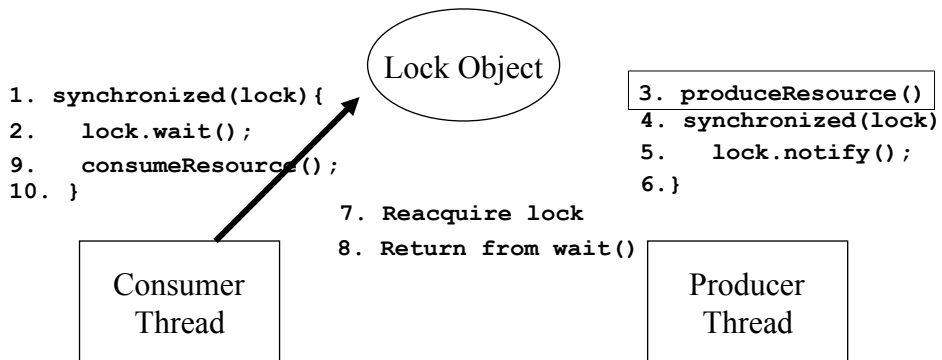 Lock Object
1. synchronized(lock){
2. lock.wait();
9. consumeResource();
10. }
3. produceResource()
4. synchronized(lock)
5. lock.notify();
6.}
7. Reacquire lock
8. Return from wait()
Consumer
Thread
Producer
Thread